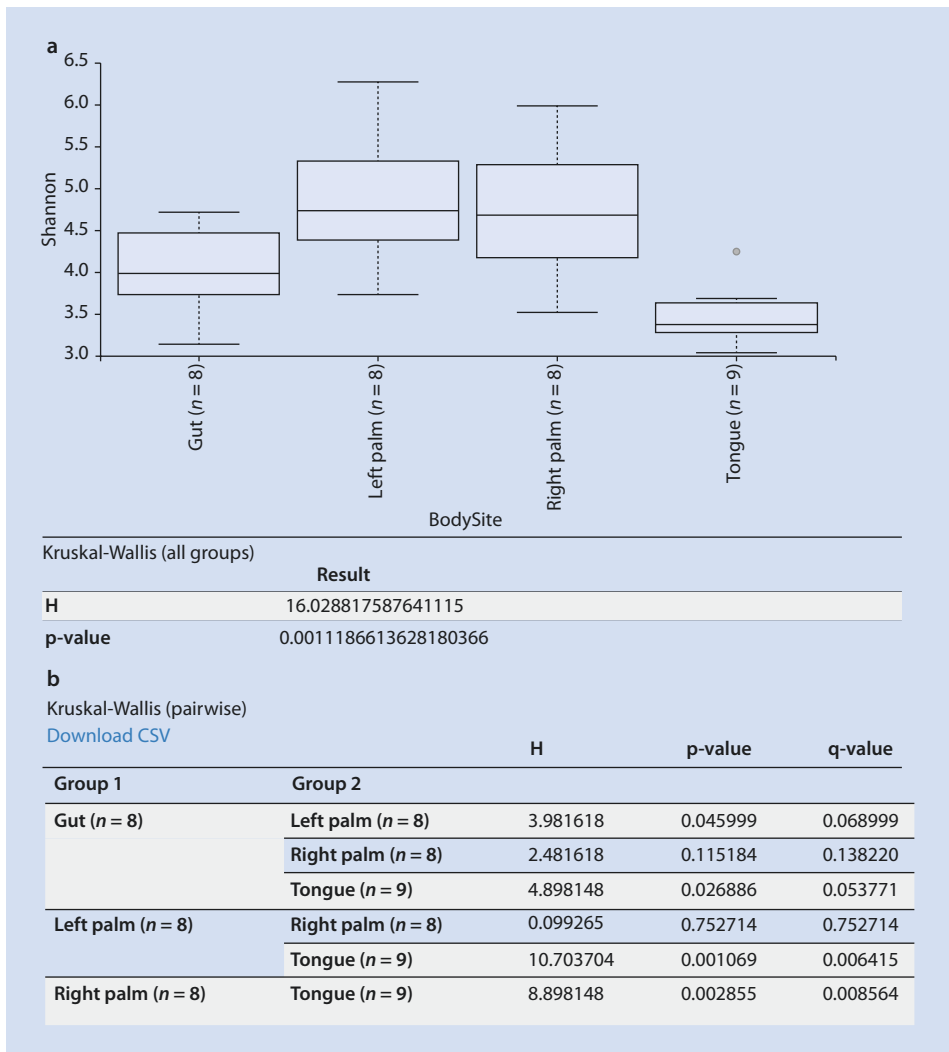 a
6.5
6.0
5.5
5.0
4.5
4.0
3.5
3.0
Shannon
Gut (n = 8)
Left palm (n = 8)
Right palm (n = 8)
Tongue (n = 9)
BodySite
Kruskal-Wallis (all groups)
Result
H 16.028817587641115
p-value 0.0011186613628180366
b
Kruskal-Wallis (pairwise)
Download CSV
H p-value q-value
Group 1 Group 2
Gut (n = 8) Left palm (n = 8) 3.981618 0.045999 0.068999
Right palm (n = 8) 2.481618 0.115184 0.138220
Tongue (n = 9) 4.898148 0.026886 0.053771
Left palm (n = 8) Right palm (n = 8) 0.099265 0.752714 0.752714
Tongue (n = 9) 10.703704 0.001069 0.006415
Right palm (n = 8) Tongue (n = 9) 8.898148 0.002855 0.008564